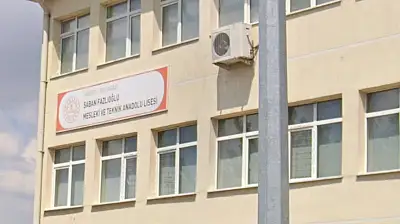 ŞABAN FAZLIOĞLU
MESLEKİ VE TEKNİK ANADOLU LİSESİ